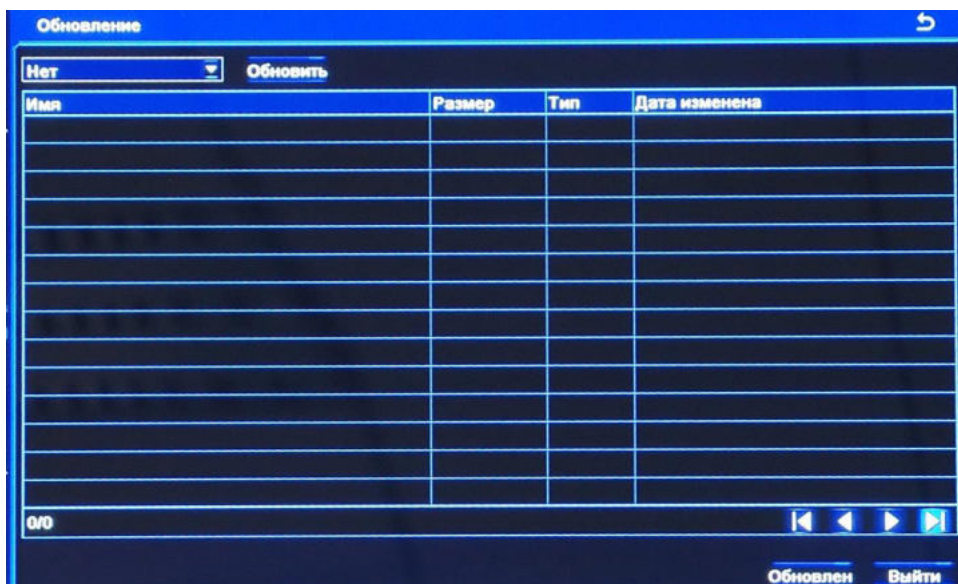 Обновление
Нет Обновить
Имя Размер Тип Дата изменена
0/0
Обновлен Выйти